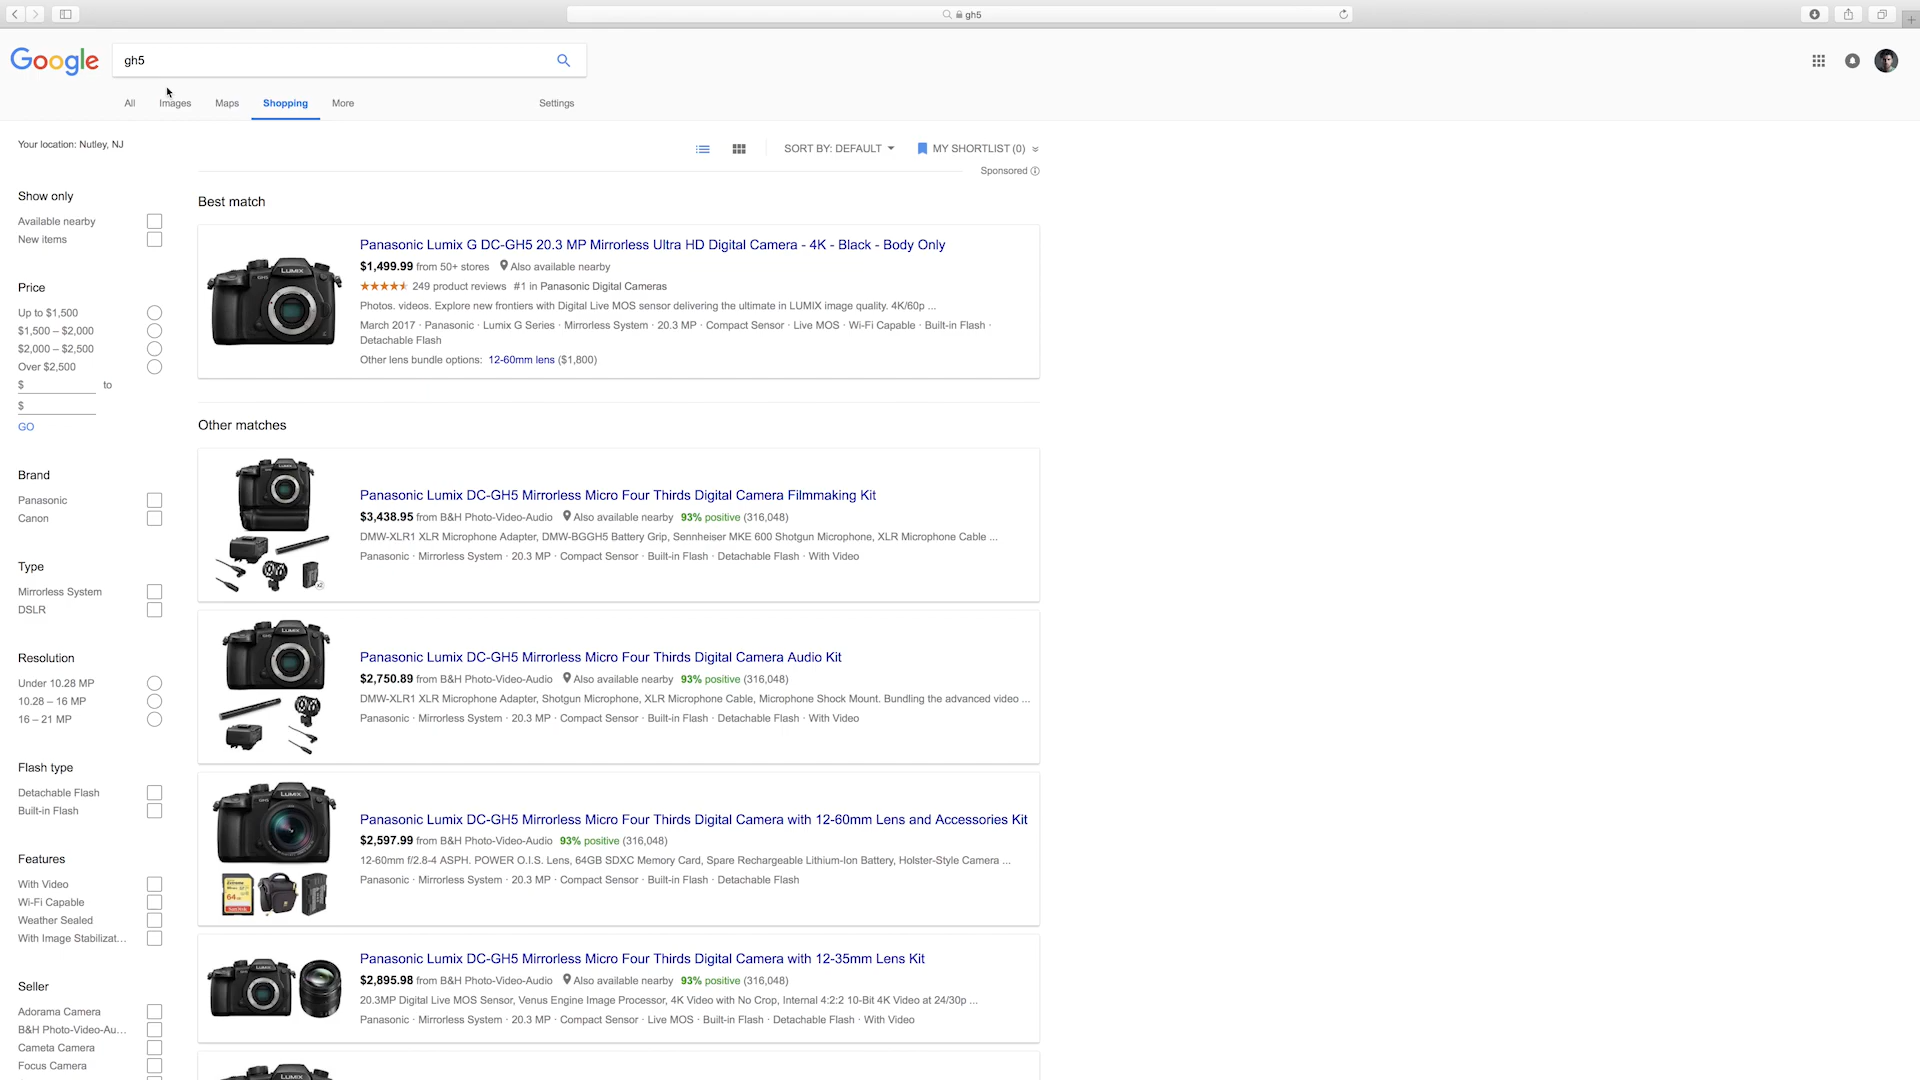 gh5
Google
gh5
All Images Maps Shopping More Settings
Your location: Nutley, NJ
SORT BY: DEFAULT MY SHORTLIST (0)
Sponsored
Show only
Available nearby
New items
Price
Up to $1,500
$1,500 – $2,000
$2,000 – $2,500
Over $2,500
$ to
$
GO
Brand
Panasonic
Canon
Type
Mirrorless System
DSLR
Resolution
Under 10.28 MP
10.28 – 16 MP
16 – 21 MP
Flash type
Detachable Flash
Built-in Flash
Features
With Video
Wi-Fi Capable
Weather Sealed
With Image Stabilizat...
Seller
Adorama Camera
B&H Photo-Video-Au...
Cameta Camera
Focus Camera
Best match
Panasonic Lumix G DC-GH5 20.3 MP Mirrorless Ultra HD Digital Camera - 4K - Black - Body Only
$1,499.99 from 50+ stores Also available nearby
249 product reviews #1 in Panasonic Digital Cameras
Photos. videos. Explore new frontiers with Digital Live MOS sensor delivering the ultimate in LUMIX image quality. 4K/60p ...
March 2017 · Panasonic · Lumix G Series · Mirrorless System · 20.3 MP · Compact Sensor · Live MOS · Wi-Fi Capable · Built-in Flash ·
Detachable Flash
Other lens bundle options: 12-60mm lens ($1,800)
Other matches
Panasonic Lumix DC-GH5 Mirrorless Micro Four Thirds Digital Camera Filmmaking Kit
$3,438.95 from B&H Photo-Video-Audio Also available nearby 93% positive (316,048)
DMW-XLR1 XLR Microphone Adapter, DMW-BGGH5 Battery Grip, Sennheiser MKE 600 Shotgun Microphone, XLR Microphone Cable ...
Panasonic · Mirrorless System · 20.3 MP · Compact Sensor · Built-in Flash · Detachable Flash · With Video
Panasonic Lumix DC-GH5 Mirrorless Micro Four Thirds Digital Camera Audio Kit
$2,750.89 from B&H Photo-Video-Audio Also available nearby 93% positive (316,048)
DMW-XLR1 XLR Microphone Adapter, Shotgun Microphone, XLR Microphone Cable, Microphone Shock Mount. Bundling the advanced video ...
Panasonic · Mirrorless System · 20.3 MP · Compact Sensor · Built-in Flash · Detachable Flash · With Video
Panasonic Lumix DC-GH5 Mirrorless Micro Four Thirds Digital Camera with 12-60mm Lens and Accessories Kit
$2,597.99 from B&H Photo-Video-Audio 93% positive (316,048)
12-60mm f/2.8-4 ASPH. POWER O.I.S. Lens, 64GB SDXC Memory Card, Spare Rechargeable Lithium-Ion Battery, Holster-Style Camera ...
Panasonic · Mirrorless System · 20.3 MP · Compact Sensor · Built-in Flash · Detachable Flash
Panasonic Lumix DC-GH5 Mirrorless Micro Four Thirds Digital Camera with 12-35mm Lens Kit
$2,895.98 from B&H Photo-Video-Audio Also available nearby 93% positive (316,048)
20.3MP Digital Live MOS Sensor, Venus Engine Image Processor, 4K Video with No Crop, Internal 4:2:2 10-Bit 4K Video at 24/30p ...
Panasonic · Mirrorless System · 20.3 MP · Compact Sensor · Live MOS · Built-in Flash · Detachable Flash · With Video